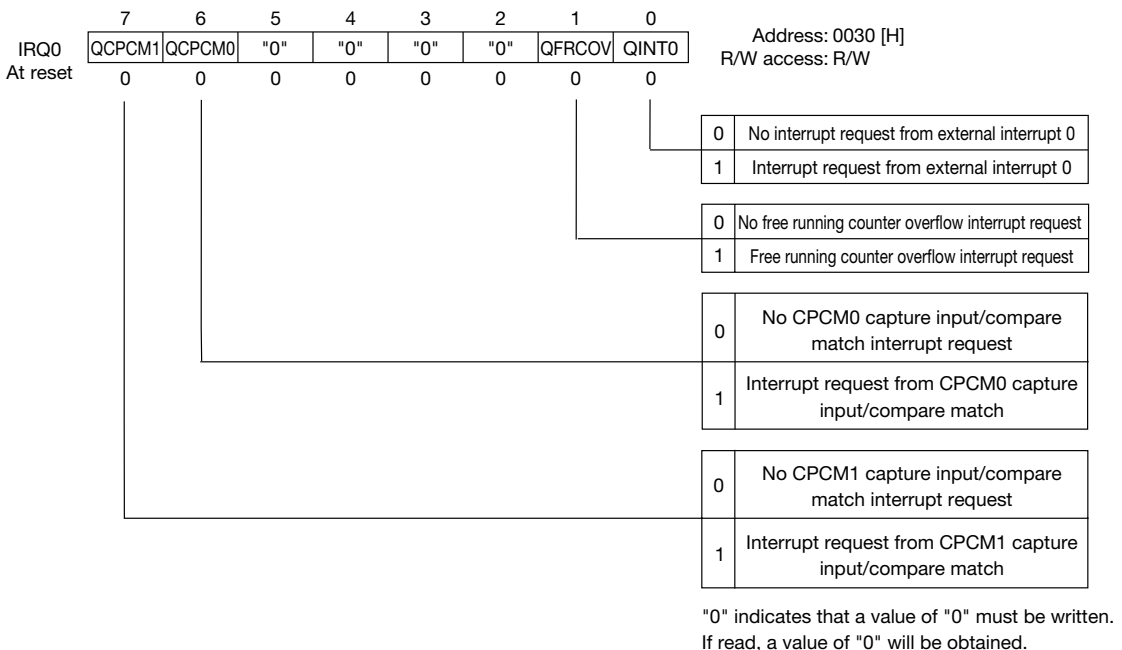 7 6 5 4 3 2 1 0
IRQ0 QCPCM1 QCPCM0 "0" "0" "0" "0" QFRCOV QINT0
At reset 0 0 0 0 0 0 0 0
Address: 0030 [H]
R/W access: R/W
0 No interrupt request from external interrupt 0
1 Interrupt request from external interrupt 0
0 No free running counter overflow interrupt request
1 Free running counter overflow interrupt request
0 No CPCM0 capture input/compare
match interrupt request
1 Interrupt request from CPCM0 capture
input/compare match
0 No CPCM1 capture input/compare
match interrupt request
1 Interrupt request from CPCM1 capture
input/compare match
"0" indicates that a value of "0" must be written.
If read, a value of "0" will be obtained.